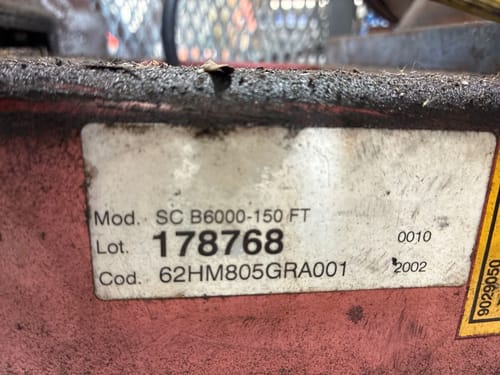 Mod. SC B6000-150 FT
Lot. 178768 0010
Cod. 62HM805GRA001 2002
9029050